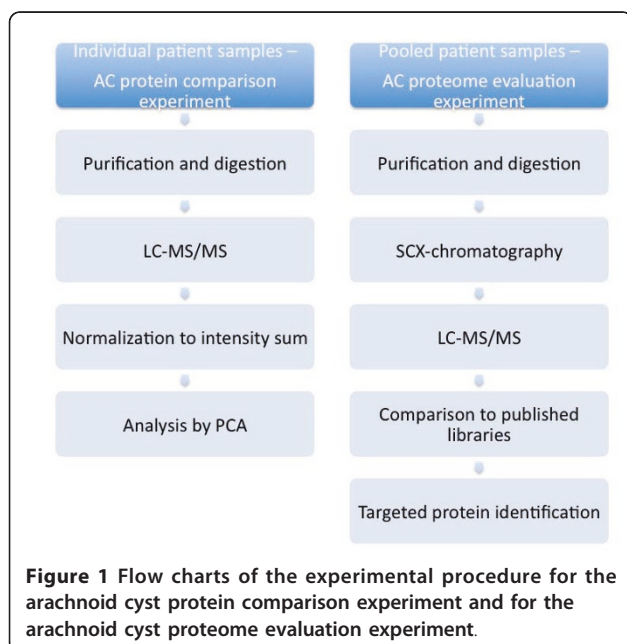 Individual patient samples –
AC protein comparison
experiment
Purification and digestion
LC-MS/MS
Normalization to intensity sum
Analysis by PCA
Pooled patient samples –
AC proteome evaluation
experiment
Purification and digestion
SCX-chromatography
LC-MS/MS
Comparison to published
libraries
Targeted protein identification
Figure 1 Flow charts of the experimental procedure for the
arachnoid cyst protein comparison experiment and for the
arachnoid cyst proteome evaluation experiment.